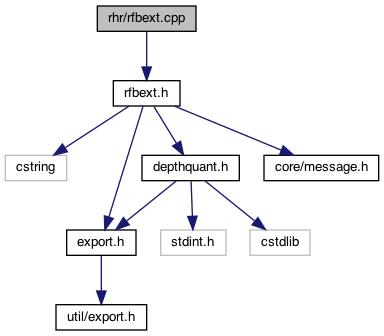 rhr/rfbext.cpp
rfbext.h
cstring
depthquant.h
core/message.h
export.h
stdint.h
cstdlib
util/export.h